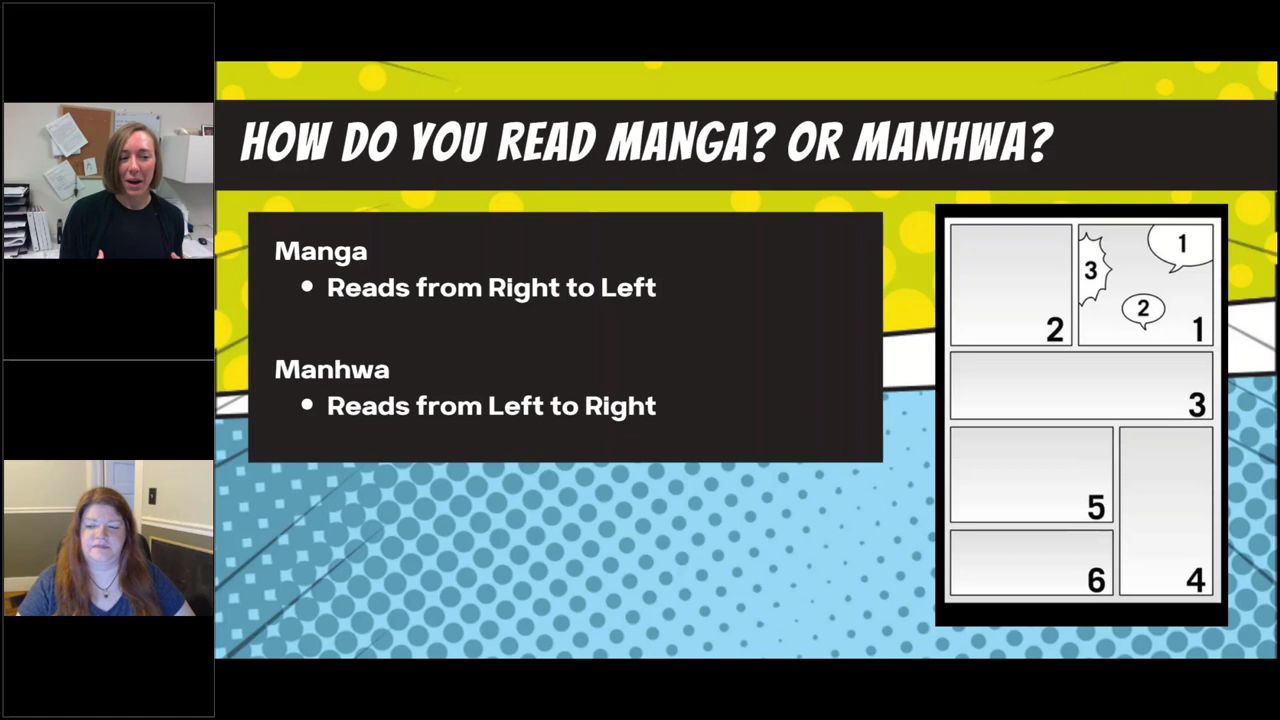 HOW DO YOU READ MANGA? OR MANHWA?
Manga
• Reads from Right to Left
Manhwa
• Reads from Left to Right
1
3
2
2
1
3
5
6
4